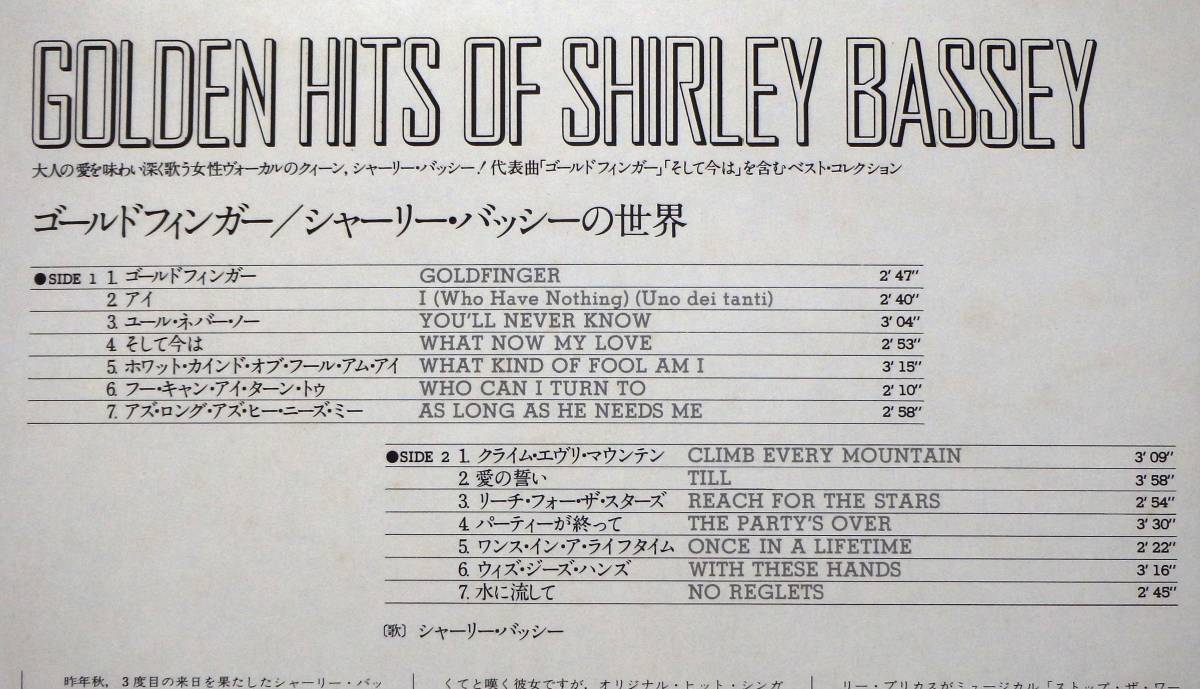 GOLDEN HITS OF SHIRLEY BASSEY
大人の愛を味わい深く歌う女性ヴォーカルのクィーン,シャーリー・バッシー!代表曲「ゴールドフィンガー」「そして今は」を含むベスト・コレクション
ゴールドフィンガー/シャーリー・バッシーの世界
●SIDE 1 1. ゴールドフィンガー GOLDFINGER 2′47″
2. アイ I (Who Have Nothing) (Uno dei tanti) 2′40″
3. ユール・ネバー・ノー YOU'LL NEVER KNOW 3′04″
4. そして今は WHAT NOW MY LOVE 2′53″
5. ホワット・カインド・オブ・フール・アム・アイ WHAT KIND OF FOOL AM I 3′15″
6. フー・キャン・アイ・ターン・トゥ WHO CAN I TURN TO 2′10″
7. アズ・ロング・アズ・ヒー・ニーズ・ミー AS LONG AS HE NEEDS ME 2′58″
●SIDE 2 1. クライム・エヴリ・マウンテン CLIMB EVERY MOUNTAIN 3′09″
2. 愛の誓い TILL 3′58″
3. リーチ・フォー・ザ・スターズ REACH FOR THE STARS 2′54″
4. パーティーが終って THE PARTY'S OVER 3′30″
5. ワンス・イン・ア・ライフタイム ONCE IN A LIFETIME 2′22″
6. ウィズ・ジーズ・ハンズ WITH THESE HANDS 3′16″
7. 水に流して NO REGLETS 2′45″
〔歌〕 シャーリー・バッシー
昨年秋,3度目の来日を果たしたシャーリー・バッ
くてと嘆く彼女ですが,オリジナル・ヒット・シンガ
リー・ブリカスがミュージカル「ストップ・ザ・ワー